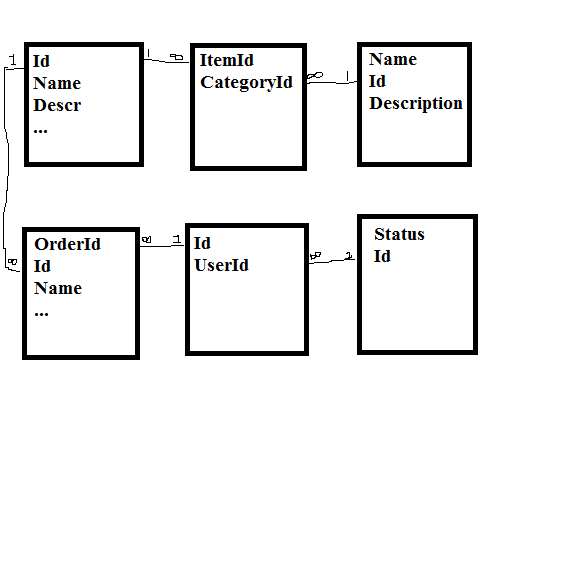 1
Id
Name
Descr
...
1
∞
ItemId
CategoryId
∞
1
Name
Id
Description
∞
OrderId
Id
Name
...
∞
1
Id
UserId
∞
Status
Id